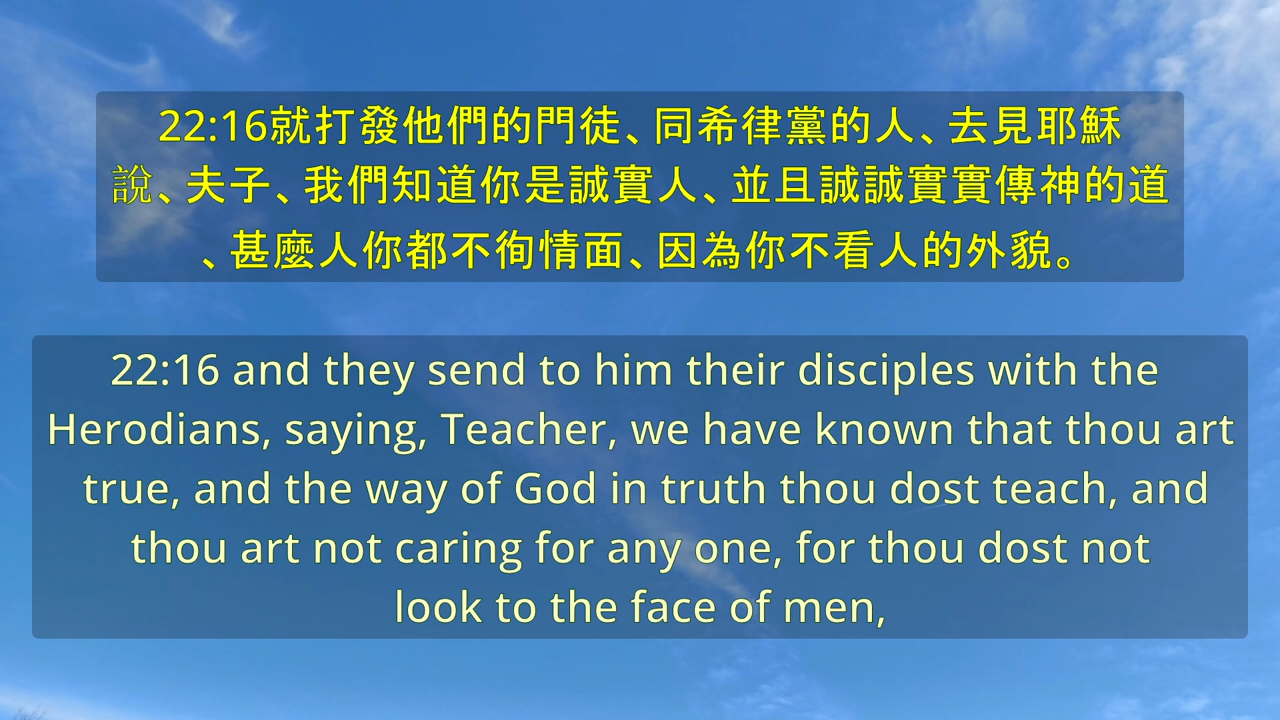 22:16就打發他們的門徒、同希律黨的人、去見耶穌
說、夫子、我們知道你是誠實人、並且誠誠實實傳神的道
、甚麼人你都不徇情面、因為你不看人的外貌。
22:16 and they send to him their disciples with the
Herodians, saying, Teacher, we have known that thou art
true, and the way of God in truth thou dost teach, and
thou art not caring for any one, for thou dost not
look to the face of men,